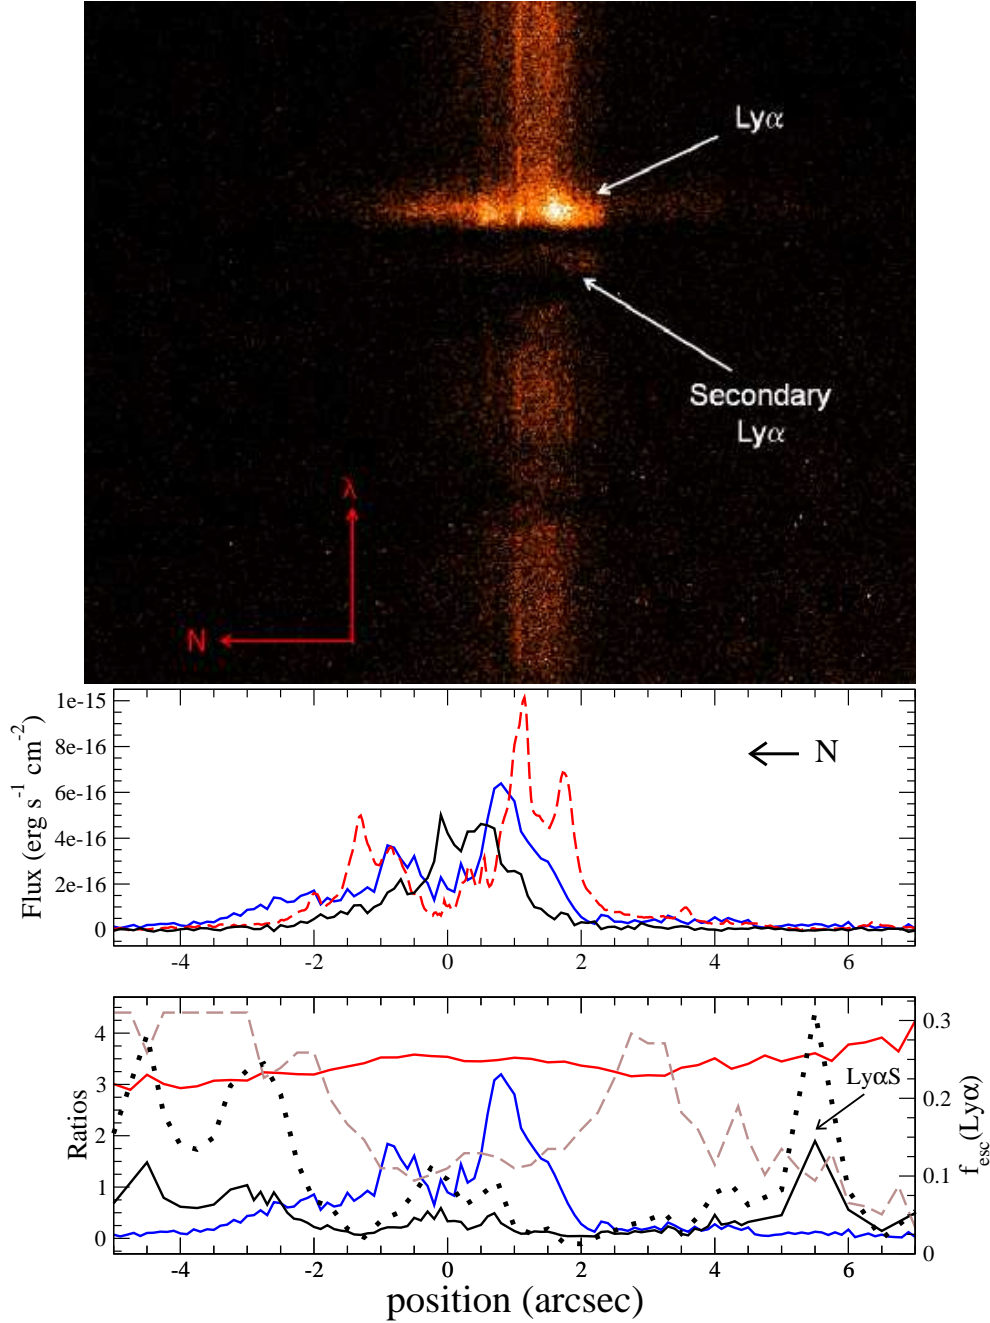 Lyα
Secondary
Lyα
λ
N
1e-15
8e-16
6e-16
4e-16
2e-16
0
Flux (erg s⁻¹ cm⁻²)
N
-4 -2 0 2 4 6
4
3
2
1
0
Ratios
LyαS
0.3
0.2
0.1
0
f_esc(Lyα)
-4 -2 0 2 4 6
position (arcsec)